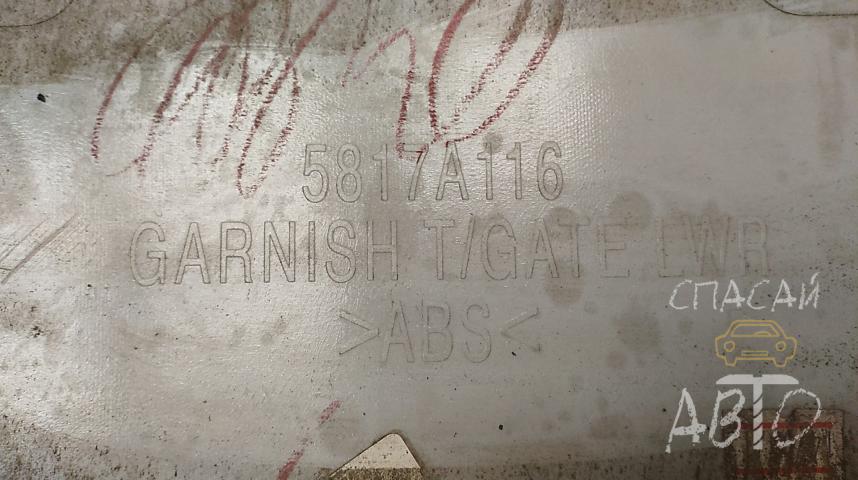 5817A116
GARNISH T/GATE LWR
>ABS<
СПАСАЙ
АВТО